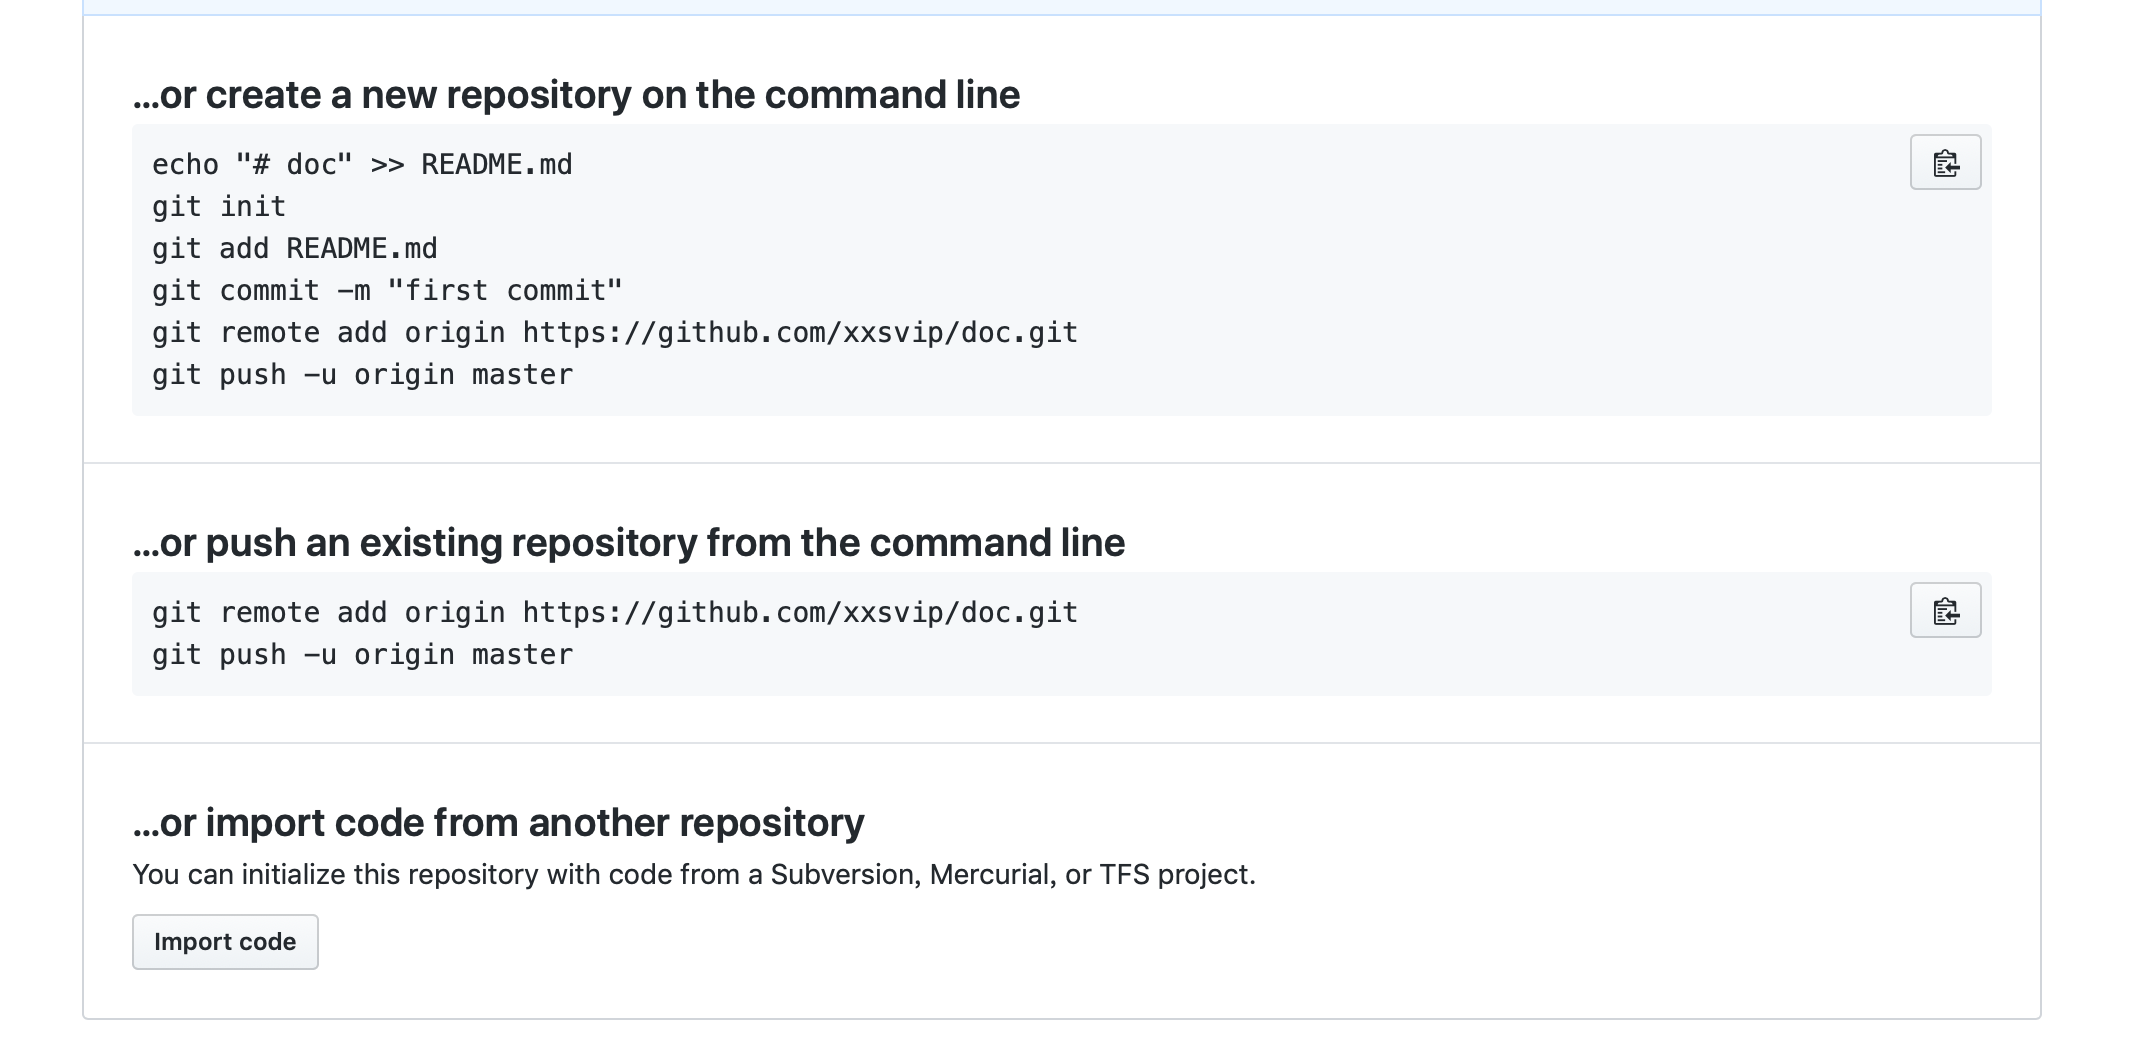 ...or create a new repository on the command line
echo "# doc" >> README.md
git init
git add README.md
git commit -m "first commit"
git remote add origin https://github.com/xxsvip/doc.git
git push -u origin master
...or push an existing repository from the command line
git remote add origin https://github.com/xxsvip/doc.git
git push -u origin master
...or import code from another repository
You can initialize this repository with code from a Subversion, Mercurial, or TFS project.
Import code